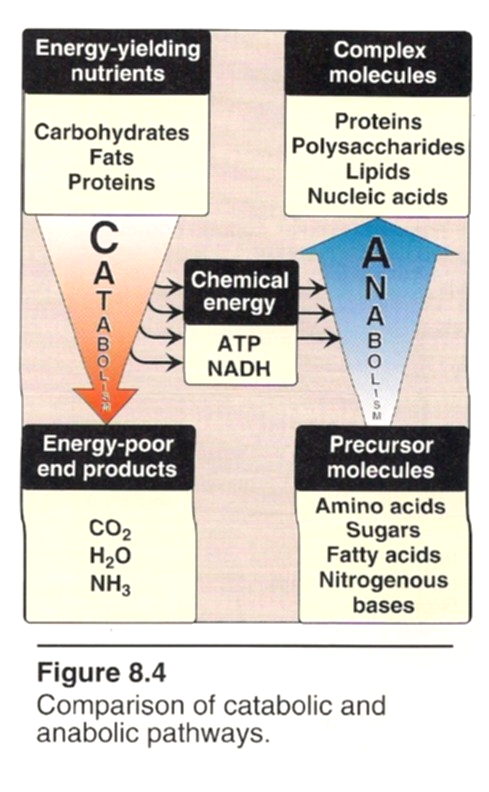 Energy-yielding
nutrients
Carbohydrates
Fats
Proteins
Complex
molecules
Proteins
Polysaccharides
Lipids
Nucleic acids
CATABOLISM
Chemical
energy
ATP
NADH
ANABOLISM
Energy-poor
end products
CO₂
H₂O
NH₃
Precursor
molecules
Amino acids
Sugars
Fatty acids
Nitrogenous
bases
Figure 8.4
Comparison of catabolic and
anabolic pathways.